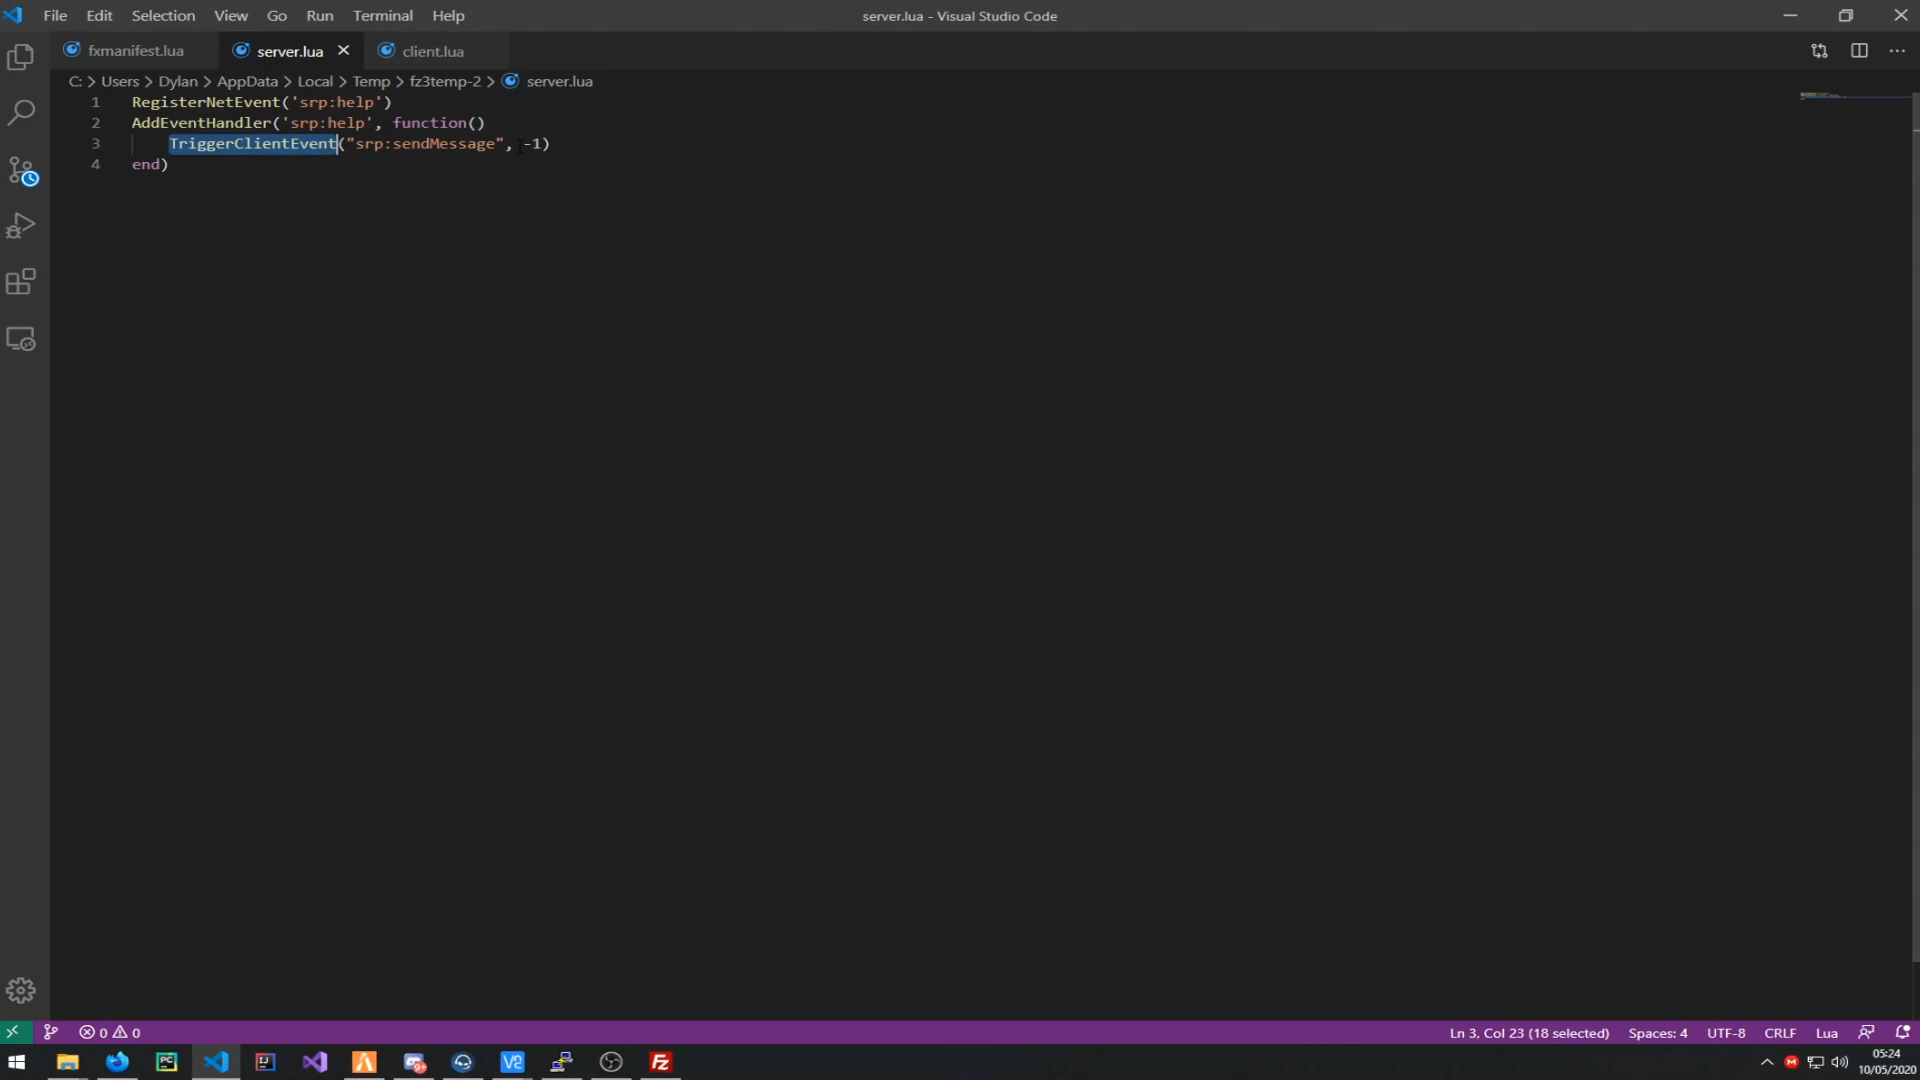 File Edit Selection View Go Run Terminal Help
server.lua - Visual Studio Code
fxmanifest.lua server.lua client.lua
C: > Users > Dylan > AppData > Local > Temp > fz3temp-2 > server.lua
1 RegisterNetEvent('srp:help')
2 AddEventHandler('srp:help', function()
3 TriggerClientEvent("srp:sendMessage", -1)
4 end)
0 0
Ln 3, Col 23 (18 selected) Spaces: 4 UTF-8 CRLF Lua
05:24
10/05/2020